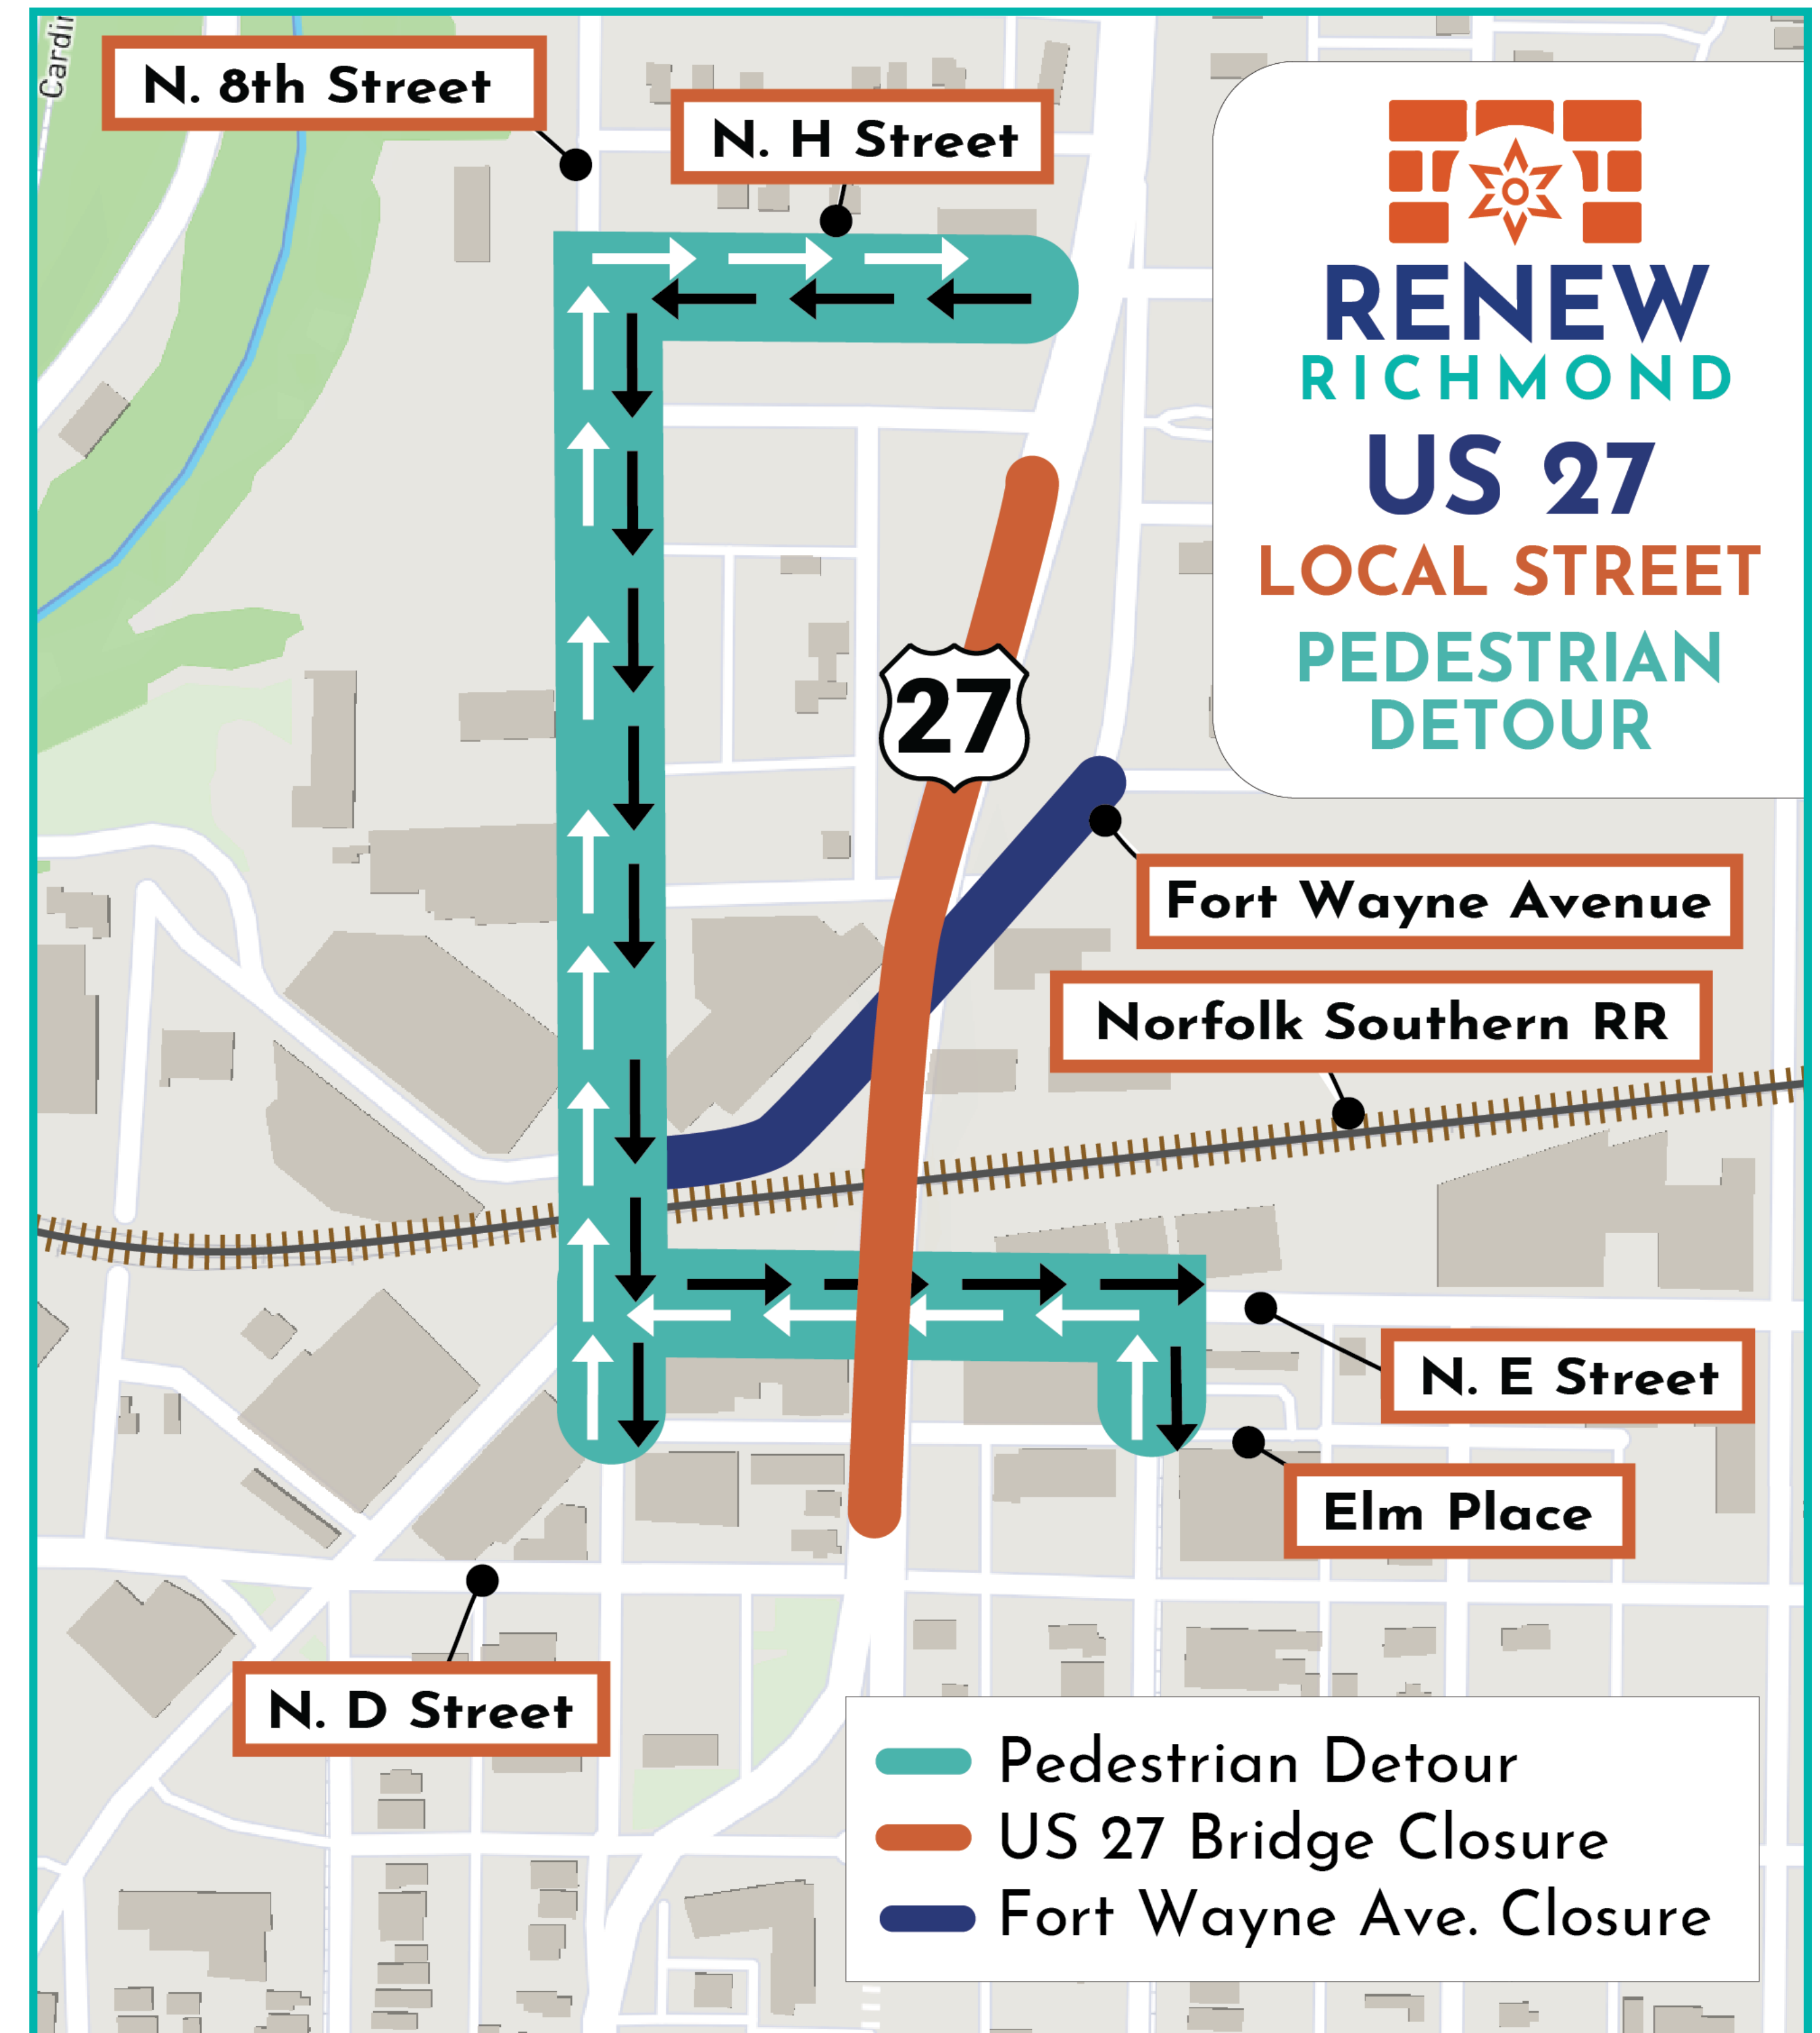 Cardin
N. 8th Street
N. H Street
RENEW
RICHMOND
US 27
LOCAL STREET
PEDESTRIAN
DETOUR
27
Fort Wayne Avenue
Norfolk Southern RR
N. E Street
Elm Place
N. D Street
Pedestrian Detour
US 27 Bridge Closure
Fort Wayne Ave. Closure